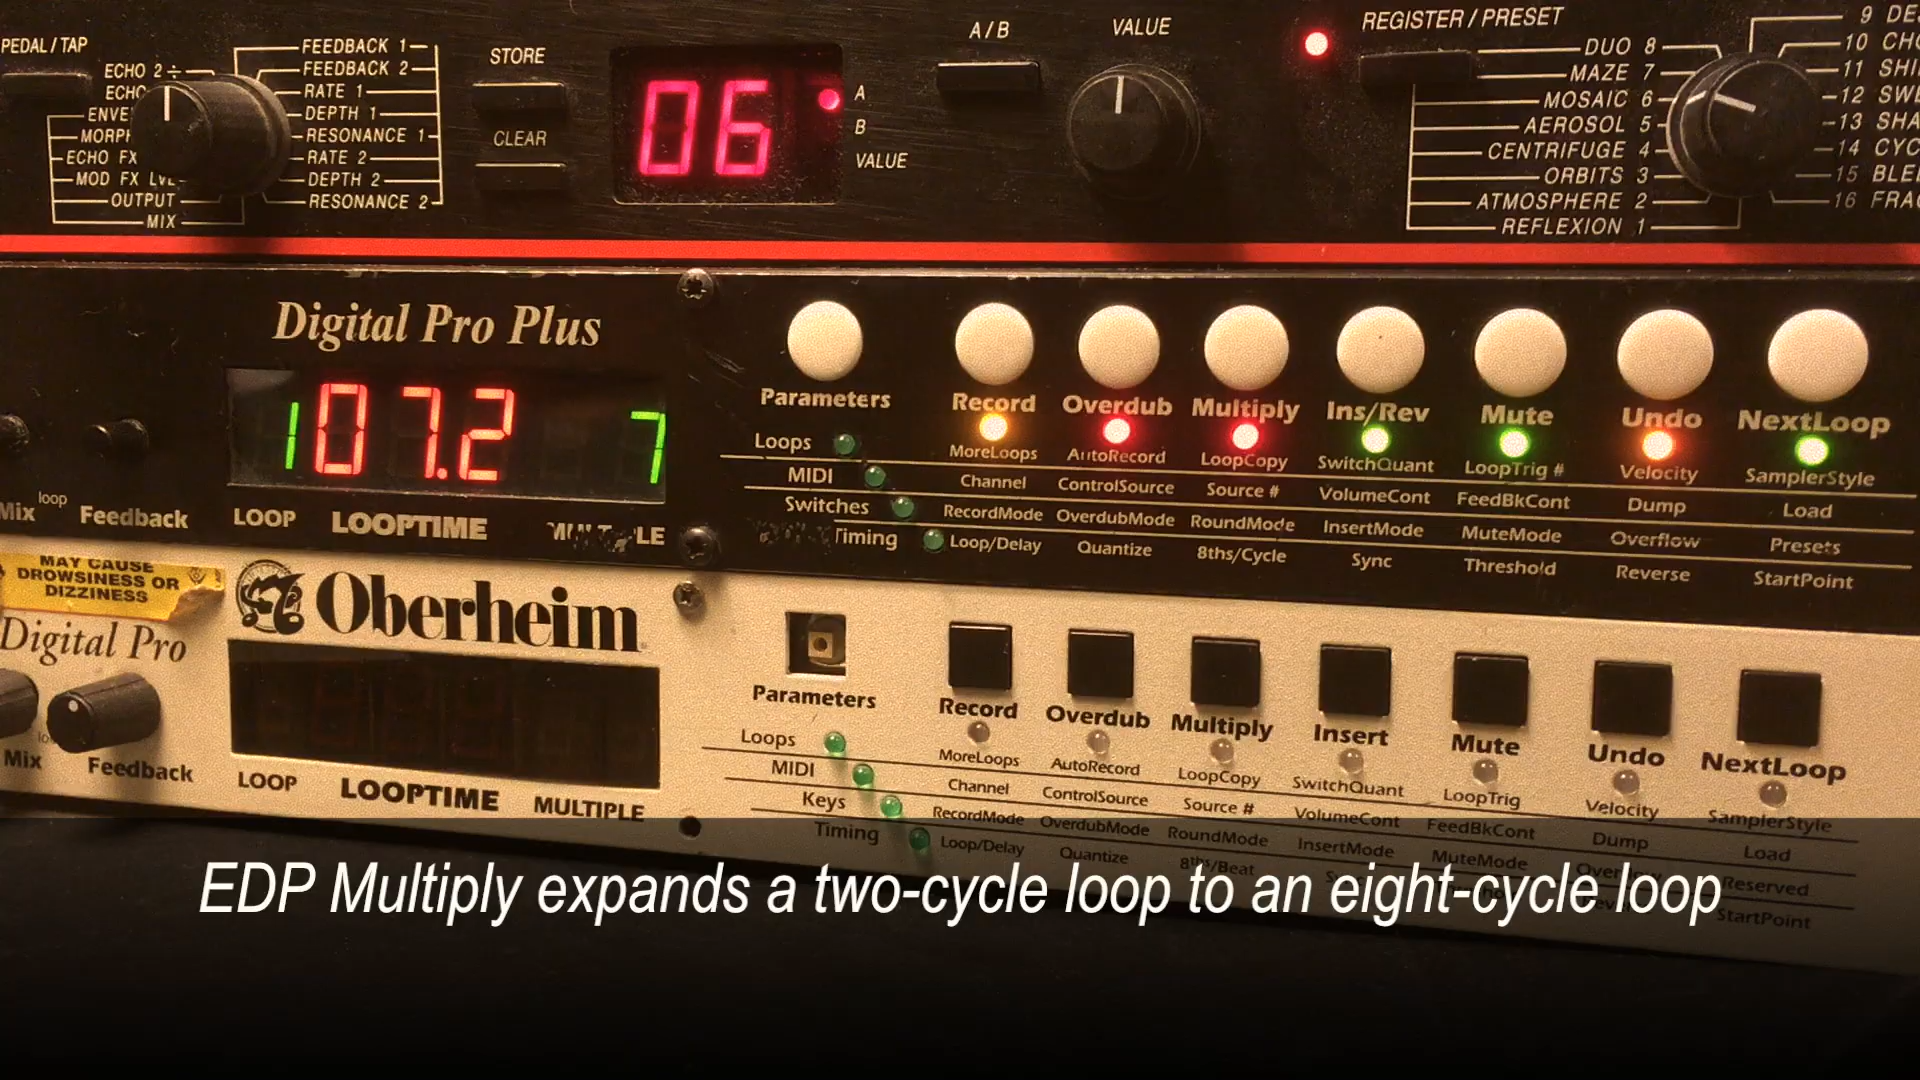 PEDAL/TAP
ECHO 2 ÷
ECHO
MIX
OUTPUT
ECHO FX
MOD FX LVL
FEEDBACK 1
FEEDBACK 2
RATE 1
DEPTH 1
RESONANCE 1
RATE 2
DEPTH 2
RESONANCE 2
STORE
CLEAR
06
A
B
VALUE
A/B
VALUE
REGISTER / PRESET
DUO 8
MAZE 7
MOSAIC 6
AEROSOL 5
CENTRIFUGE 4
ORBITS 3
ATMOSPHERE 2
REFLEXION 1
9
10
11
12
13
14
15
16
Digital Pro Plus
1 07.2 7
LOOP LOOPTIME
Mix loop Feedback
Parameters Record Overdub Multiply Ins/Rev Mute Undo NextLoop
Loops MoreLoops AutoRecord LoopCopy SwitchQuant LoopTrig # Velocity SamplerStyle
MIDI Channel ControlSource Source # VolumeCont FeedBkCont Dump Load
Switches RecordMode OverdubMode RoundMode InsertMode MuteMode Overflow Presets
Timing Loop/Delay Quantize 8ths/Cycle Sync Threshold Reverse StartPoint
MAY CAUSE
DROWSINESS OR
DIZZINESS
Oberheim
Digital Pro
Mix Feedback
LOOP LOOPTIME MULTIPLE
Parameters Record Overdub Multiply Insert Mute Undo NextLoop
Loops MoreLoops AutoRecord LoopCopy SwitchQuant LoopTrig Velocity SamplerStyle
MIDI Channel ControlSource Source # VolumeCont FeedBkCont Dump Load
Keys RecordMode OverdubMode RoundMode InsertMode MuteMode Reserved
Timing Loop/Delay Quantize 8ths/Beat StartPoint
EDP Multiply expands a two-cycle loop to an eight-cycle loop